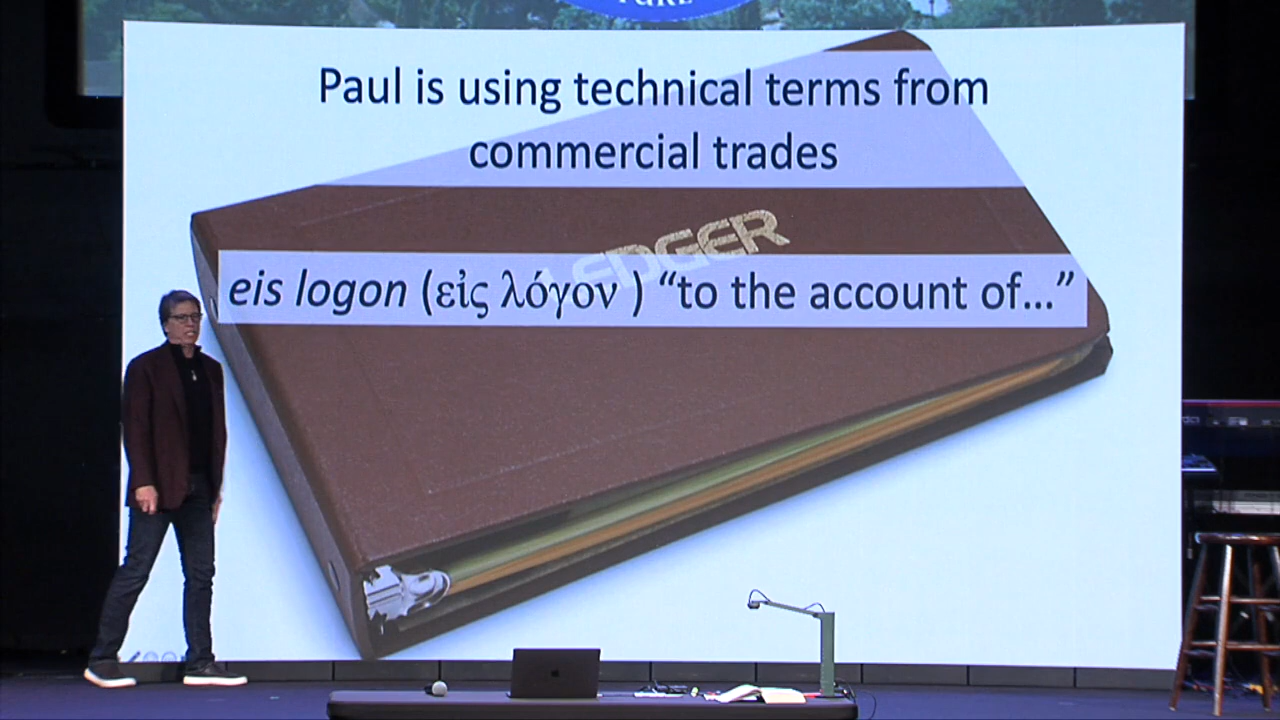 Paul is using technical terms from
commercial trades
LEDGER
eis logon (εἰς λόγον ) “to the account of...”